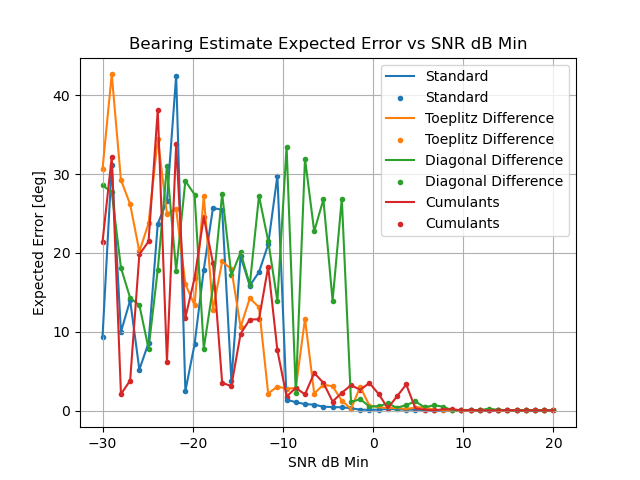 Bearing Estimate Expected Error vs SNR dB Min
Standard
Standard
Toeplitz Difference
Toeplitz Difference
Diagonal Difference
Diagonal Difference
Cumulants
Cumulants
Expected Error [deg]
40
30
20
10
0
−30
−20
−10
0
10
20
SNR dB Min